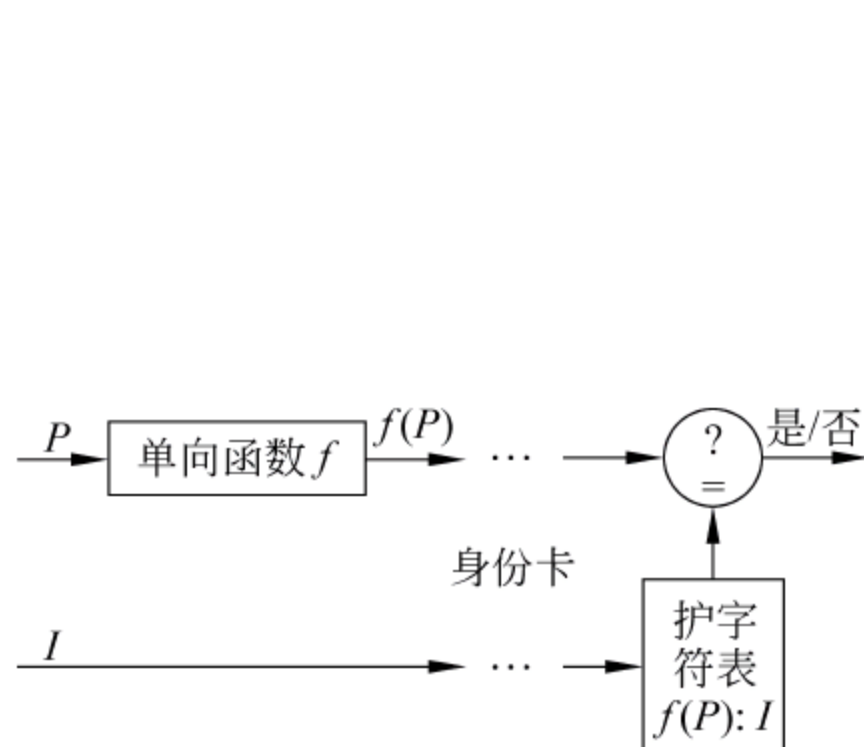 P
单向函数 f
f(P)
…
?
=
是/否
身份卡
I
…
护字
符表
f(P): I